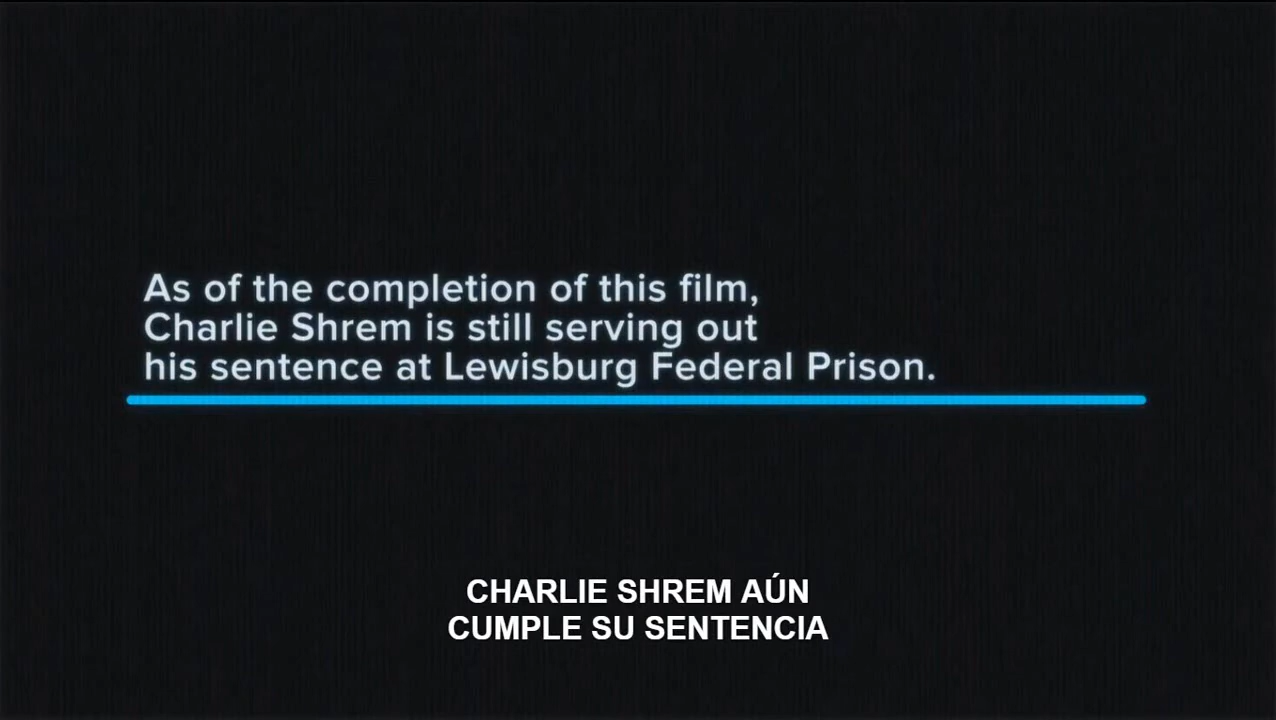 As of the completion of this film,
Charlie Shrem is still serving out
his sentence at Lewisburg Federal Prison.
CHARLIE SHREM AÚN
CUMPLE SU SENTENCIA